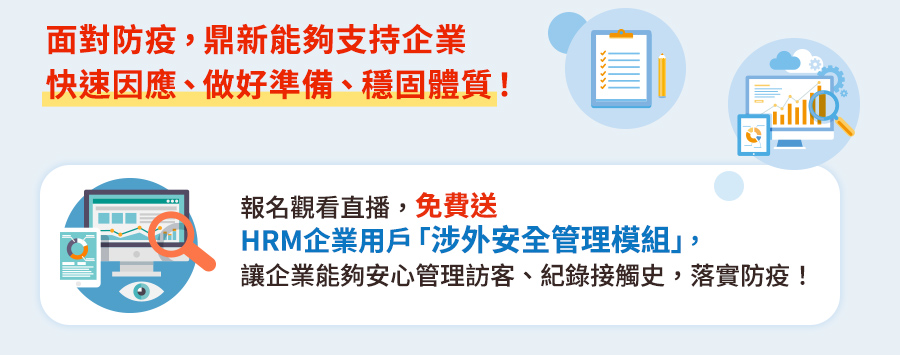 面對防疫，鼎新能夠支持企業
快速因應、做好準備、穩固體質！
報名觀看直播，免費送
HRM企業用戶「涉外安全管理模組」，
讓企業能夠安心管理訪客、紀錄接觸史，落實防疫！